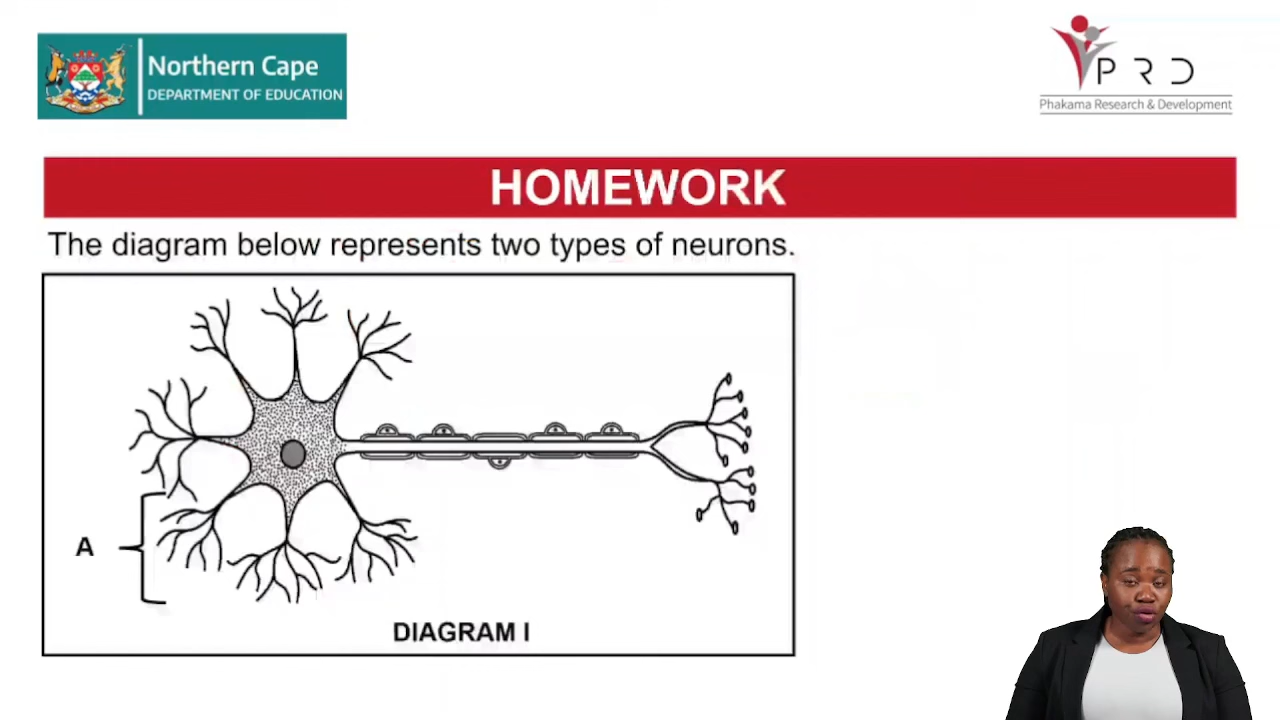 Northern Cape
DEPARTMENT OF EDUCATION
PRD
Phakama Research & Development
HOMEWORK
The diagram below represents two types of neurons.
A
DIAGRAM I